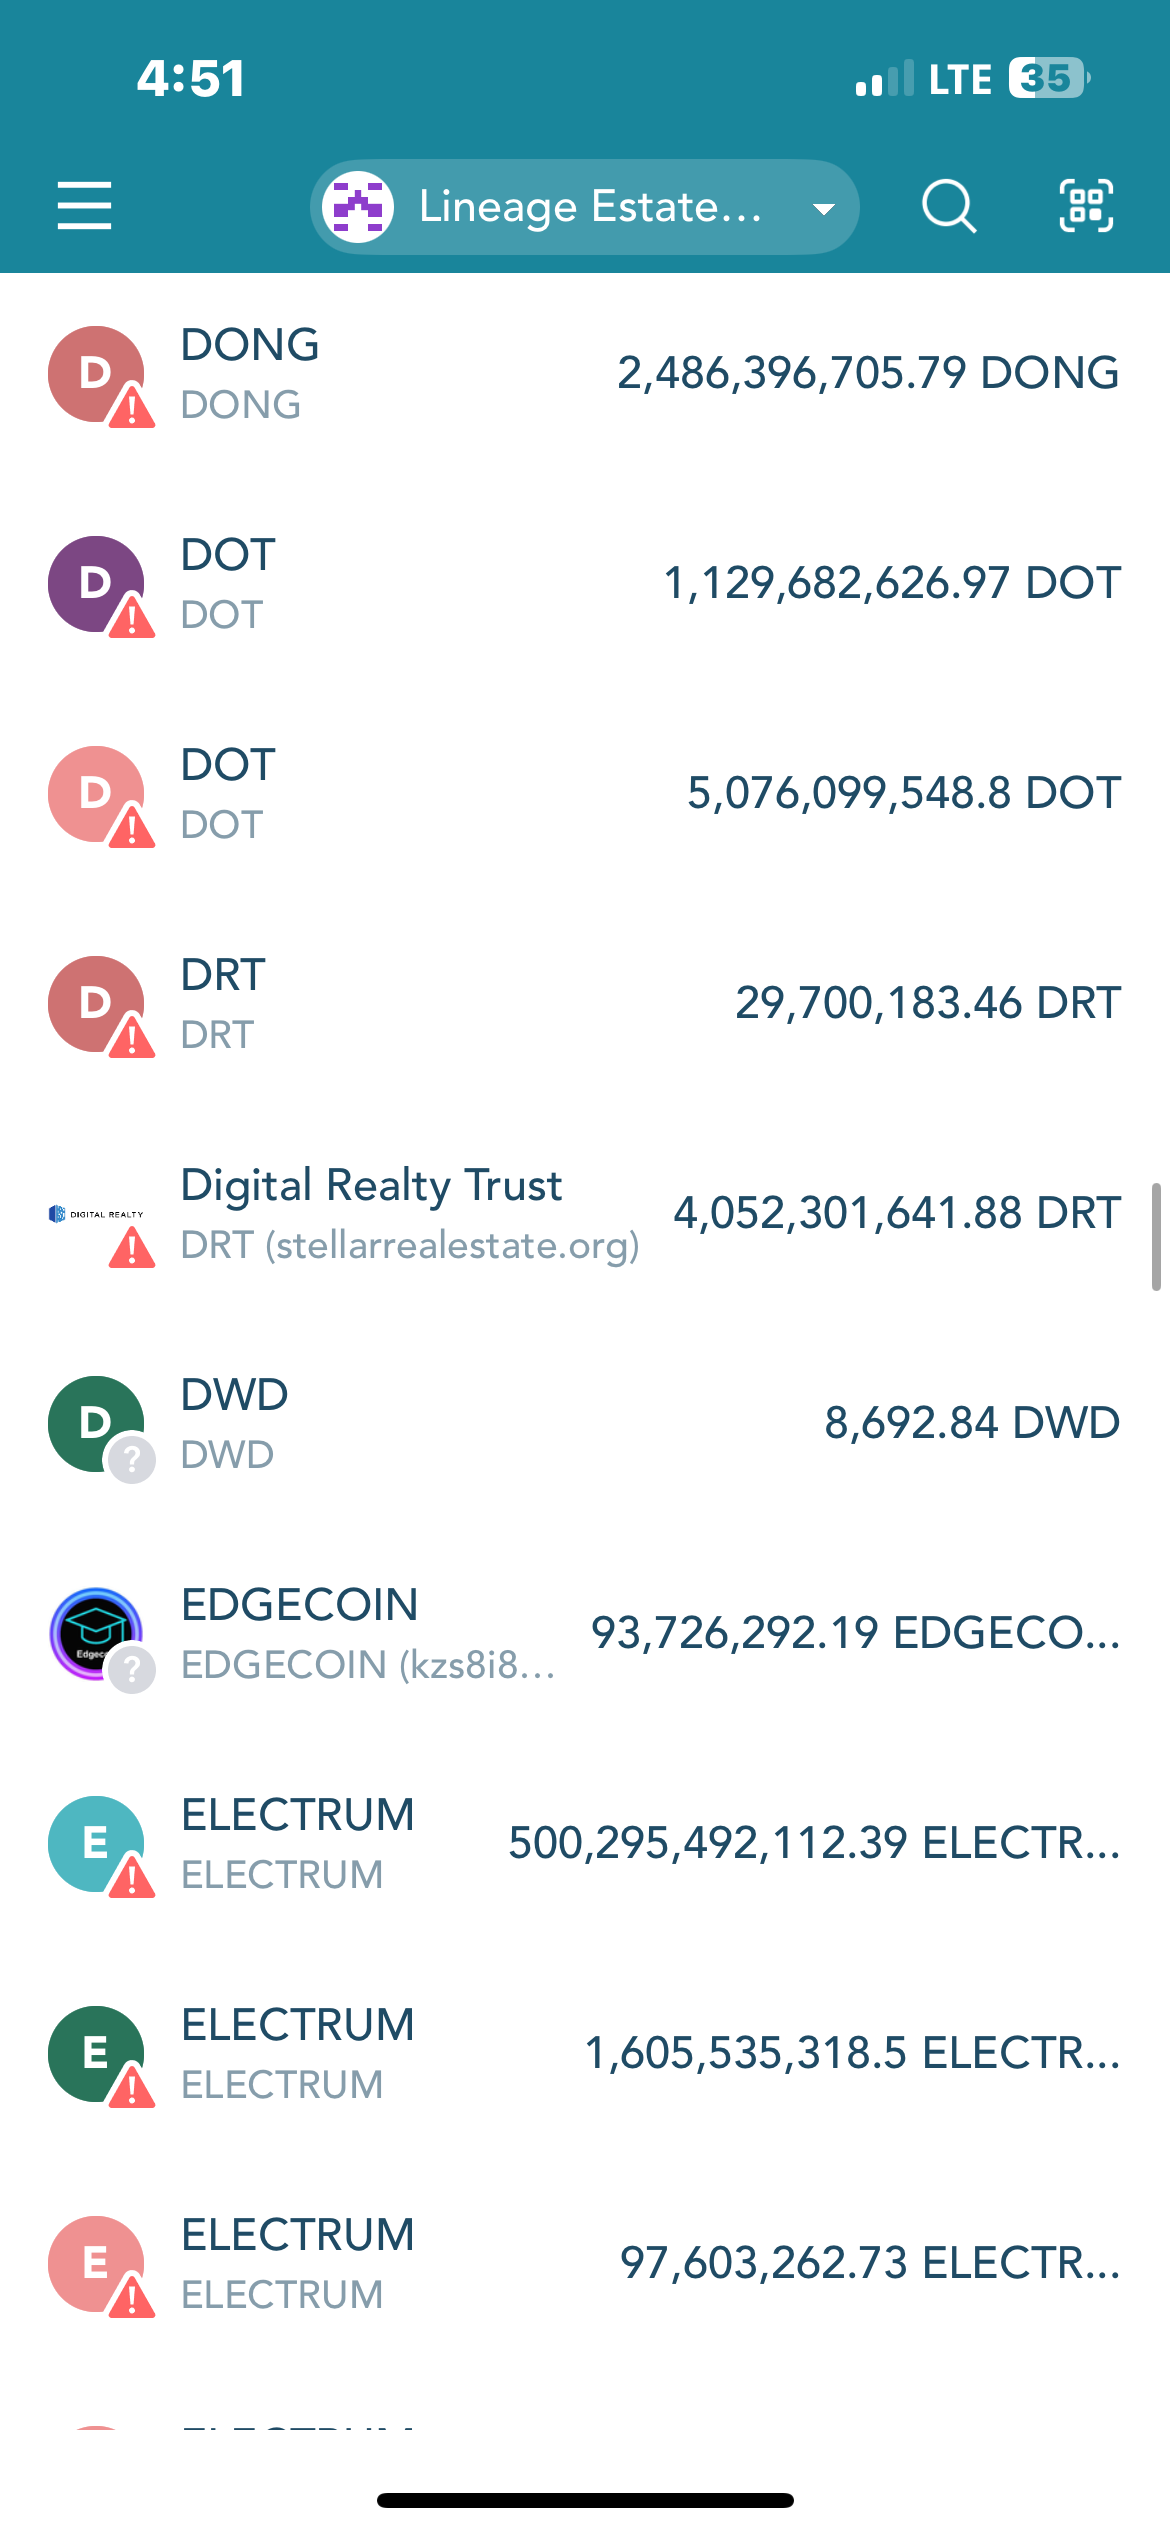 4:51
LTE 35
Lineage Estate...
DONG
DONG
2,486,396,705.79 DONG
DOT
DOT
1,129,682,626.97 DOT
DOT
DOT
5,076,099,548.8 DOT
DRT
DRT
29,700,183.46 DRT
DIGITAL REALTY
Digital Realty Trust
DRT (stellarrealestate.org)
4,052,301,641.88 DRT
DWD
DWD
8,692.84 DWD
EDGECOIN
EDGECOIN (kzs8i8...
93,726,292.19 EDGECO...
ELECTRUM
ELECTRUM
500,295,492,112.39 ELECTR...
ELECTRUM
ELECTRUM
1,605,535,318.5 ELECTR...
ELECTRUM
ELECTRUM
97,603,262.73 ELECTR...